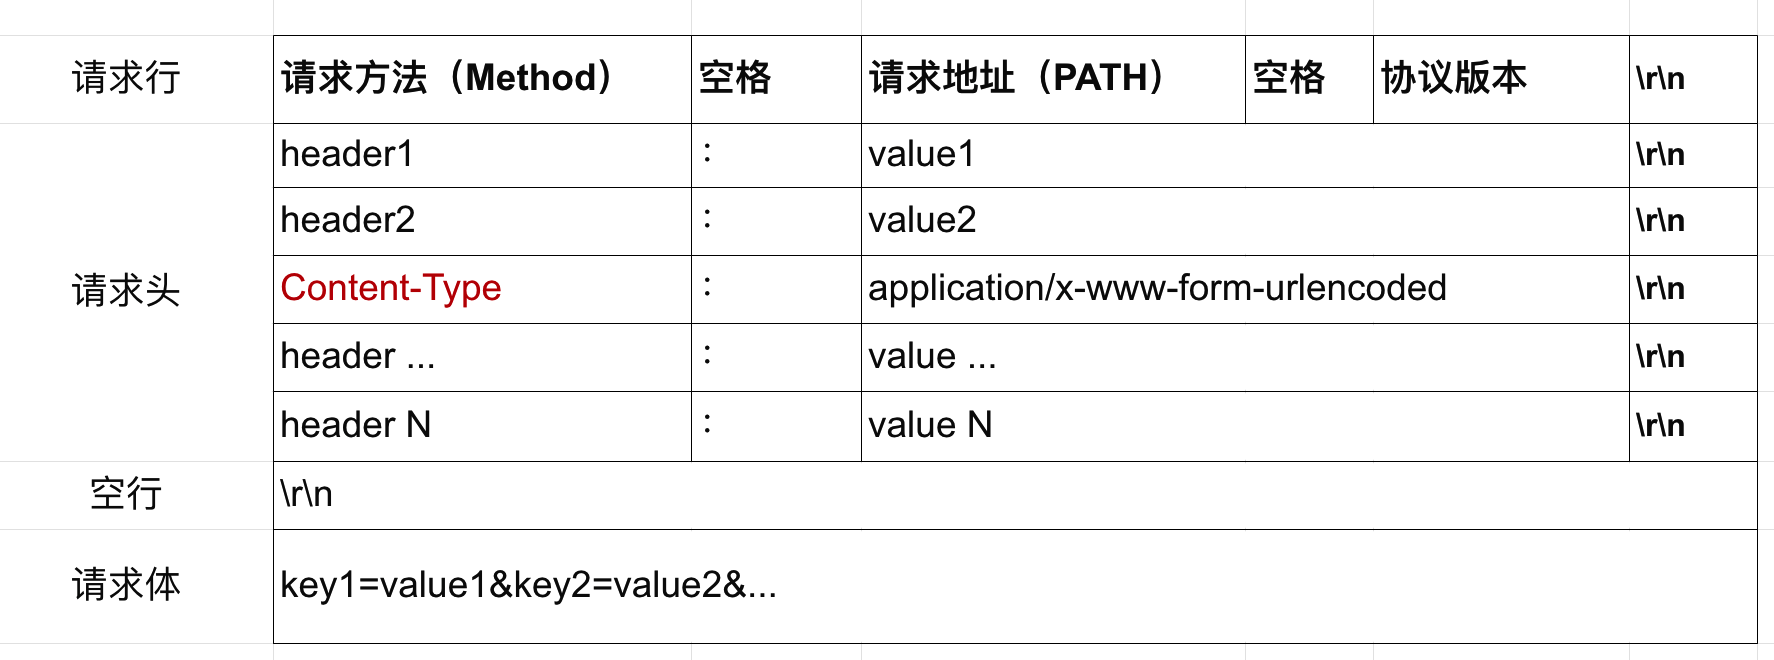 请求行 请求方法（Method） 空格 请求地址（PATH） 空格 协议版本 \r\n
header1 : value1 \r\n
header2 : value2 \r\n
请求头 Content-Type : application/x-www-form-urlencoded \r\n
header ... : value ... \r\n
header N : value N \r\n
空行 \r\n
请求体 key1=value1&key2=value2&...